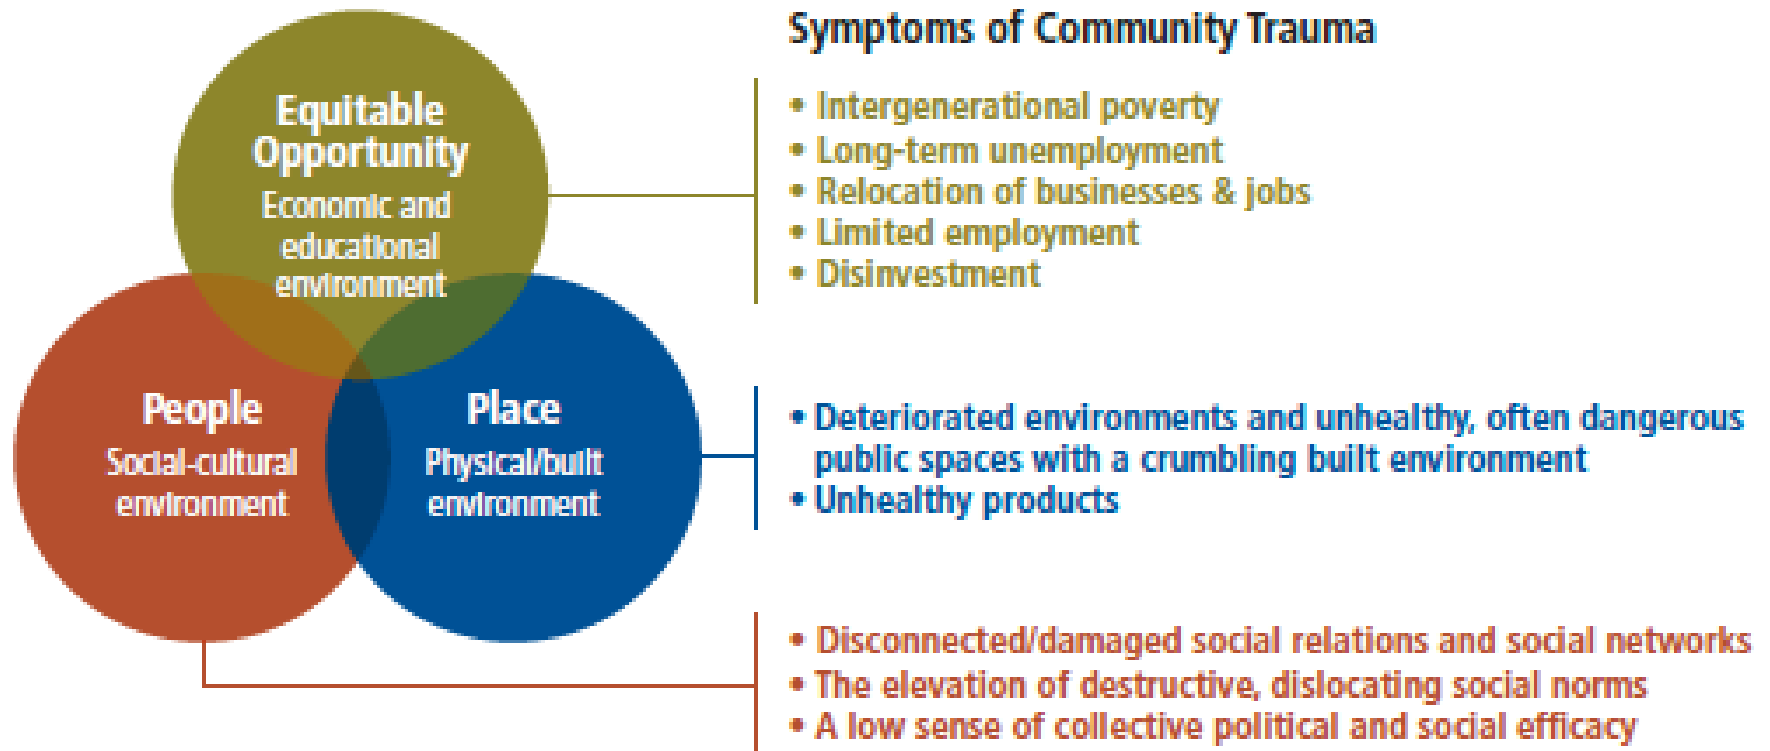 Symptoms of Community Trauma
Equitable
Opportunity
Economic and
educational
environment
• Intergenerational poverty
• Long-term unemployment
• Relocation of businesses & jobs
• Limited employment
• Disinvestment
People
Social-cultural
environment
Place
Physical/built
environment
• Deteriorated environments and unhealthy, often dangerous
public spaces with a crumbling built environment
• Unhealthy products
• Disconnected/damaged social relations and social networks
• The elevation of destructive, dislocating social norms
• A low sense of collective political and social efficacy